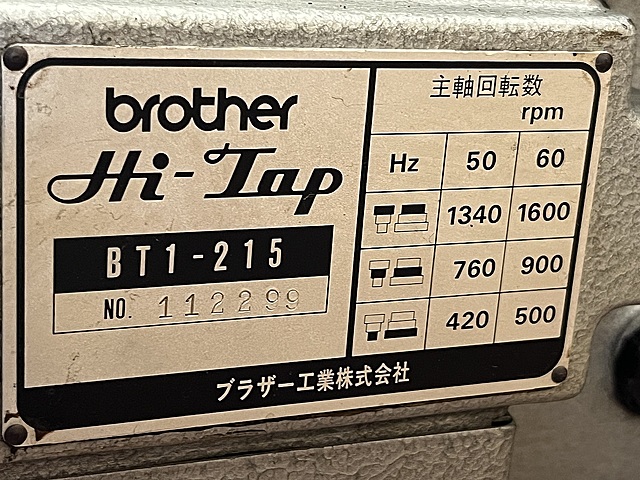 brother
Hi-Tap
BT1-215
NO. 112299
主軸回転数
rpm
Hz 50 60
1340 1600
760 900
420 500
ブラザー工業株式会社